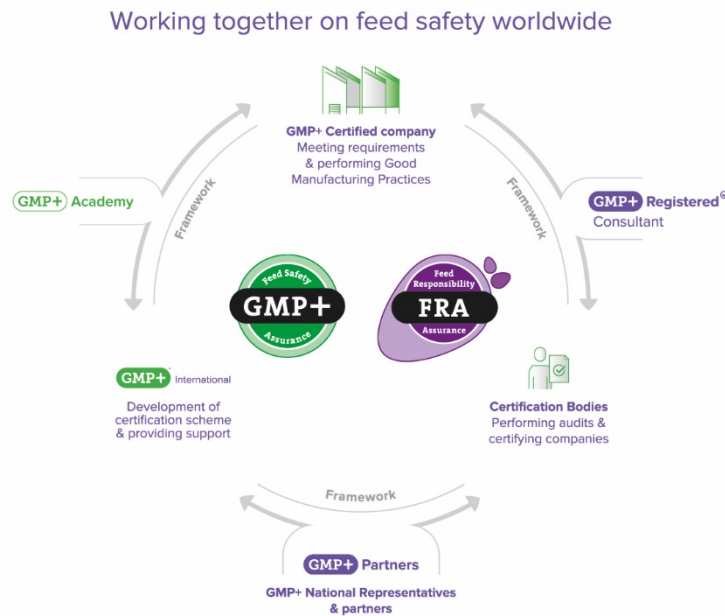 Working together on feed safety worldwide
GMP+ Certified company
Meeting requirements
& performing Good
Manufacturing Practices
GMP+ Academy
Framework
Framework
GMP+ Registered
Consultant
Feed Safety
GMP+
Assurance
Feed
Responsibility
FRA
Assurance
GMP+ International
Development of
certification scheme
& providing support
Certification Bodies
Performing audits &
certifying companies
Framework
GMP+ Partners
GMP+ National Representatives
& partners